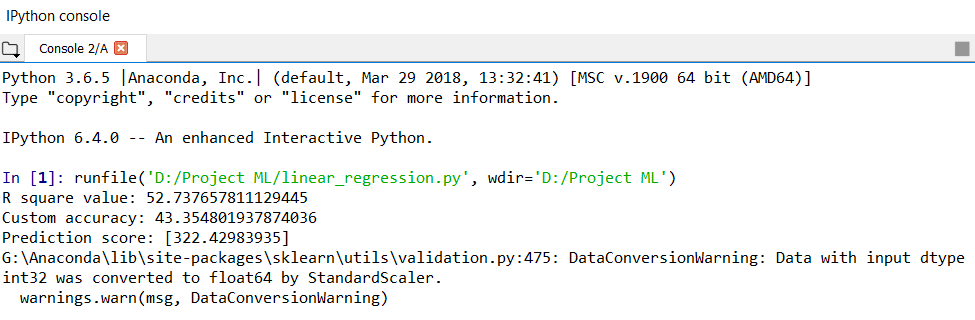 IPython console
Console 2/A
Python 3.6.5 |Anaconda, Inc.| (default, Mar 29 2018, 13:32:41) [MSC v.1900 64 bit (AMD64)]
Type "copyright", "credits" or "license" for more information.
IPython 6.4.0 -- An enhanced Interactive Python.
In [1]: runfile('D:/Project ML/linear_regression.py', wdir='D:/Project ML')
R square value: 52.737657811129445
Custom accuracy: 43.354801937874036
Prediction score: [322.42983935]
G:\Anaconda\lib\site-packages\sklearn\utils\validation.py:475: DataConversionWarning: Data with input dtype
int32 was converted to float64 by StandardScaler.
warnings.warn(msg, DataConversionWarning)